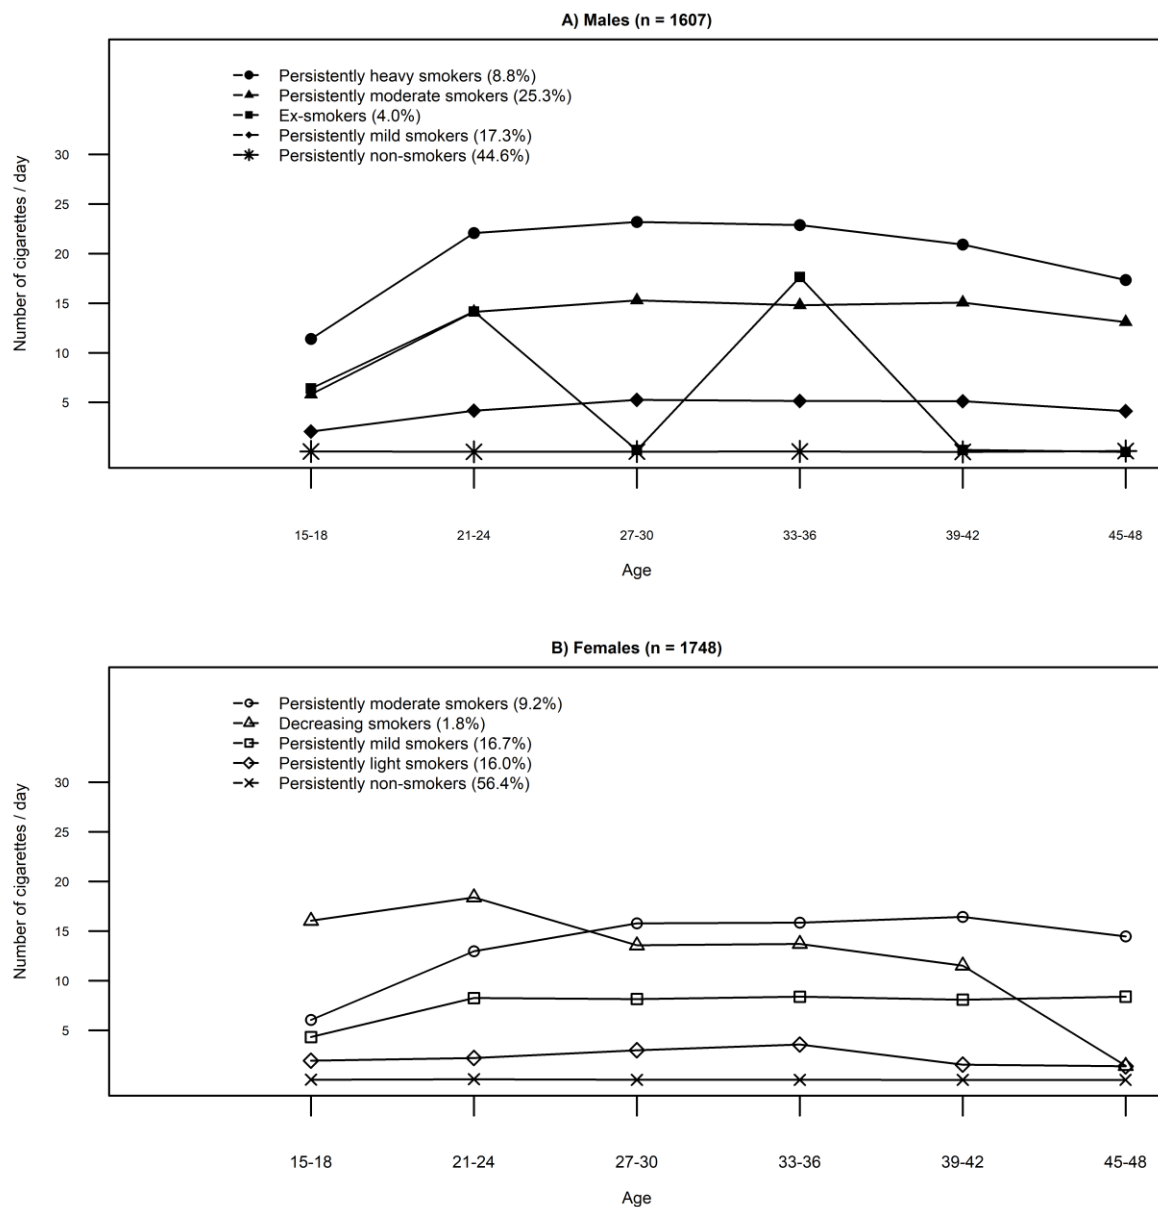 A) Males (n = 1607)
Persistently heavy smokers (8.8%)
Persistently moderate smokers (25.3%)
Ex-smokers (4.0%)
Persistently mild smokers (17.3%)
Persistently non-smokers (44.6%)
Number of cigarettes / day
30
25
20
15
10
5
15-18 21-24 27-30 33-36 39-42 45-48
Age
B) Females (n = 1748)
Persistently moderate smokers (9.2%)
Decreasing smokers (1.8%)
Persistently mild smokers (16.7%)
Persistently light smokers (16.0%)
Persistently non-smokers (56.4%)
Number of cigarettes / day
30
25
20
15
10
5
15-18 21-24 27-30 33-36 39-42 45-48
Age